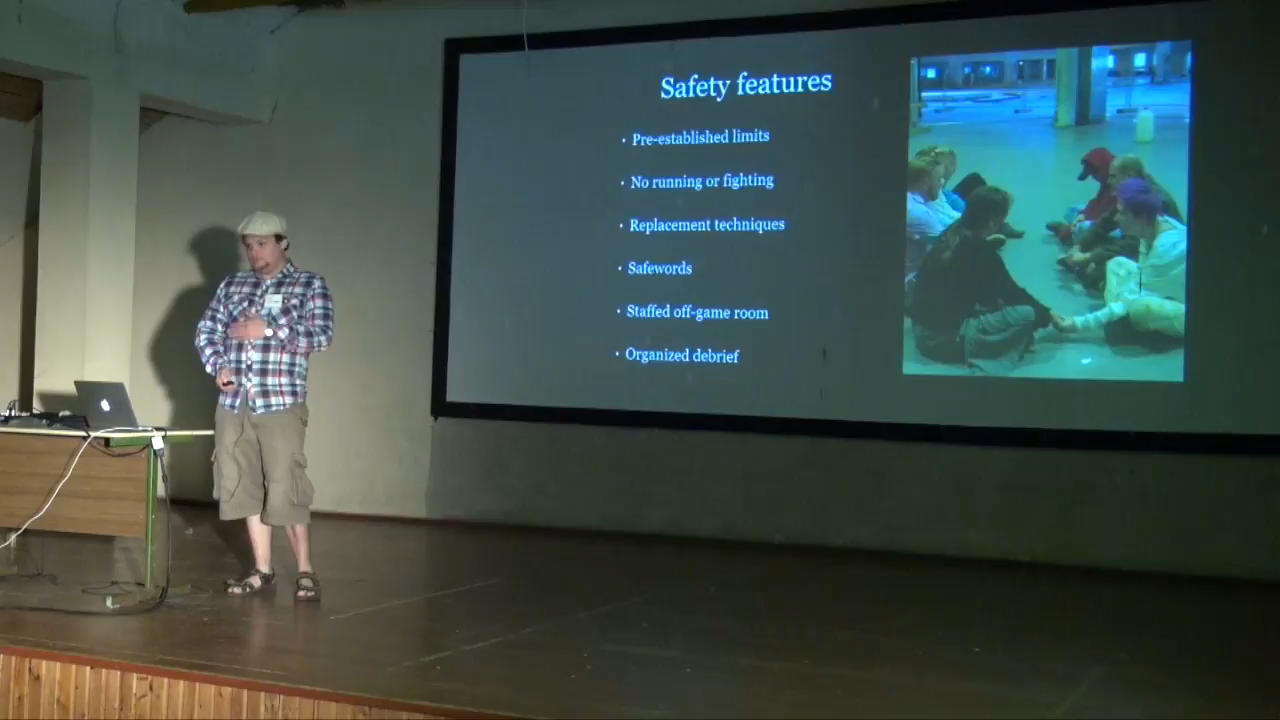 Safety features
· Pre-established limits
· No running or fighting
· Replacement techniques
· Safewords
· Staffed off-game room
· Organized debrief